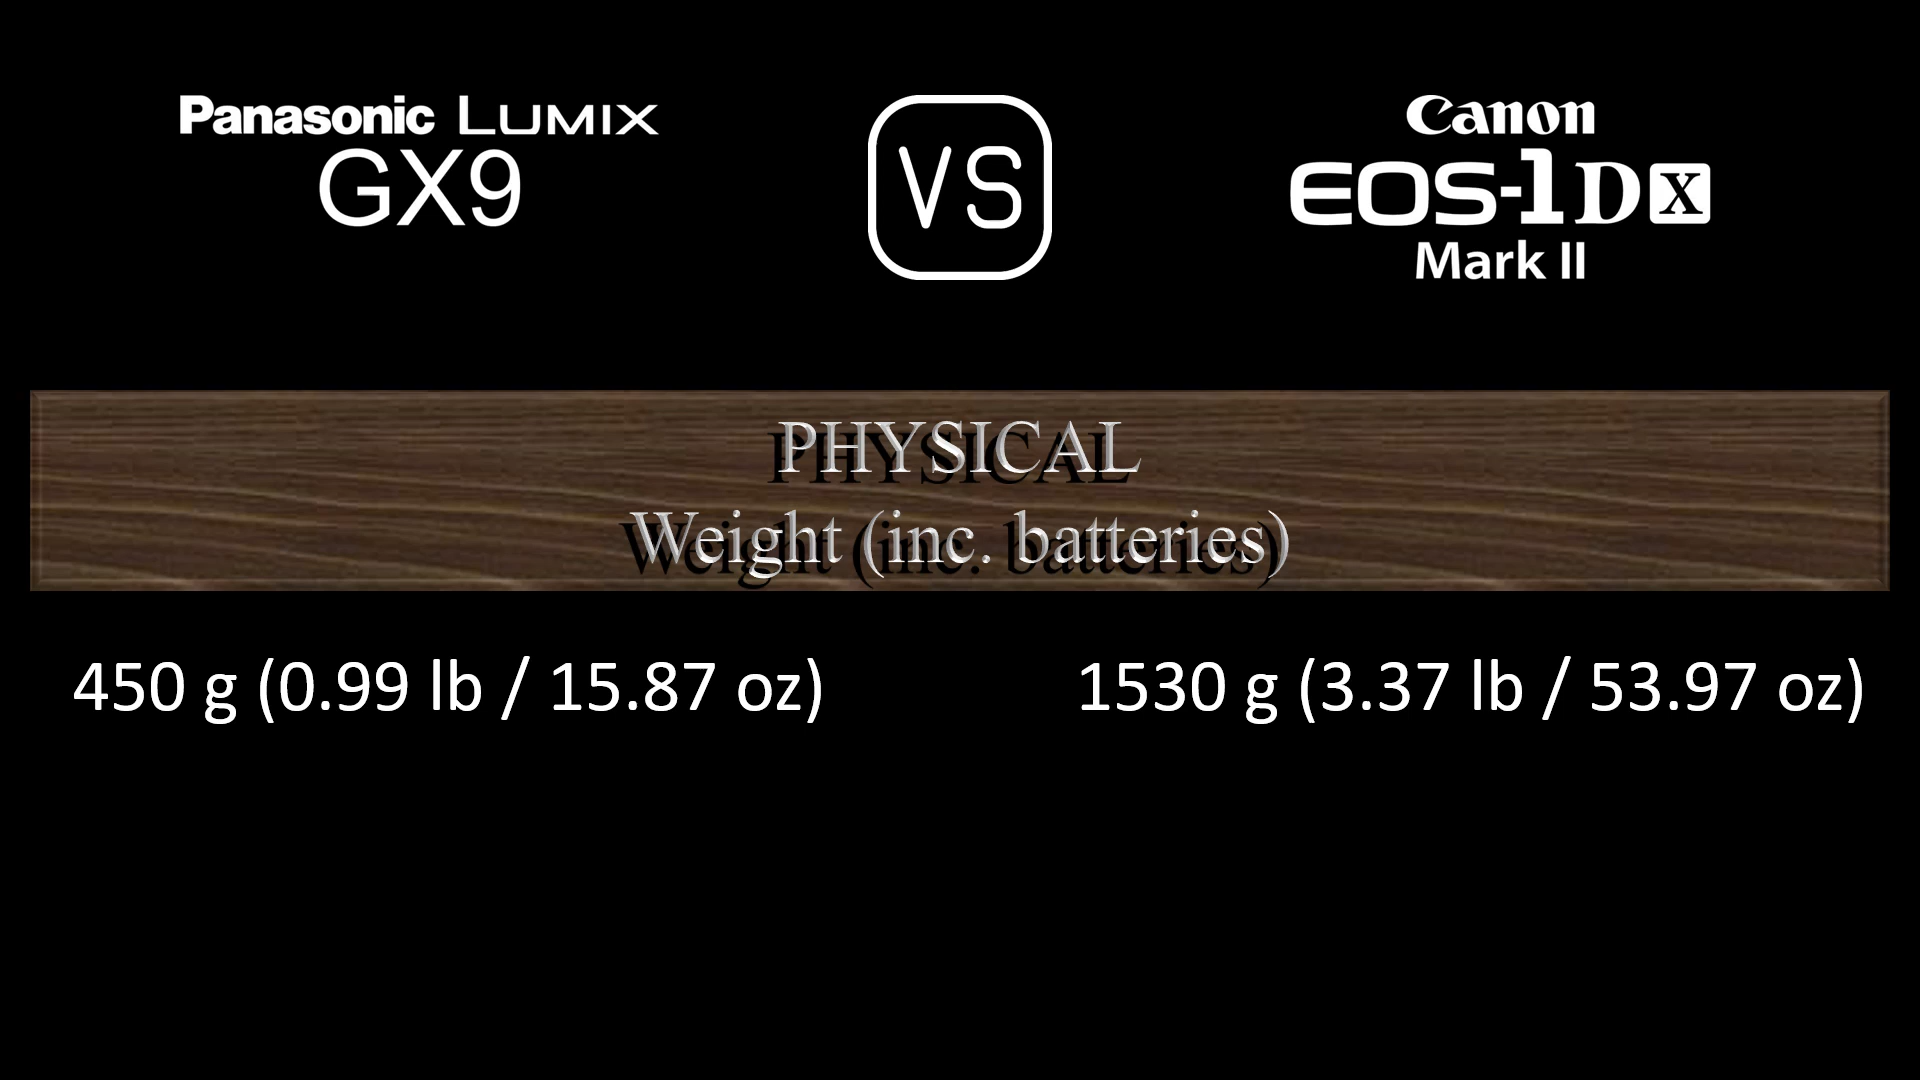 Panasonic LUMIX
GX9
VS
Canon
EOS-1 D X
Mark II
PHYSICAL
Weight (inc. batteries)
450 g (0.99 lb / 15.87 oz)
1530 g (3.37 lb / 53.97 oz)